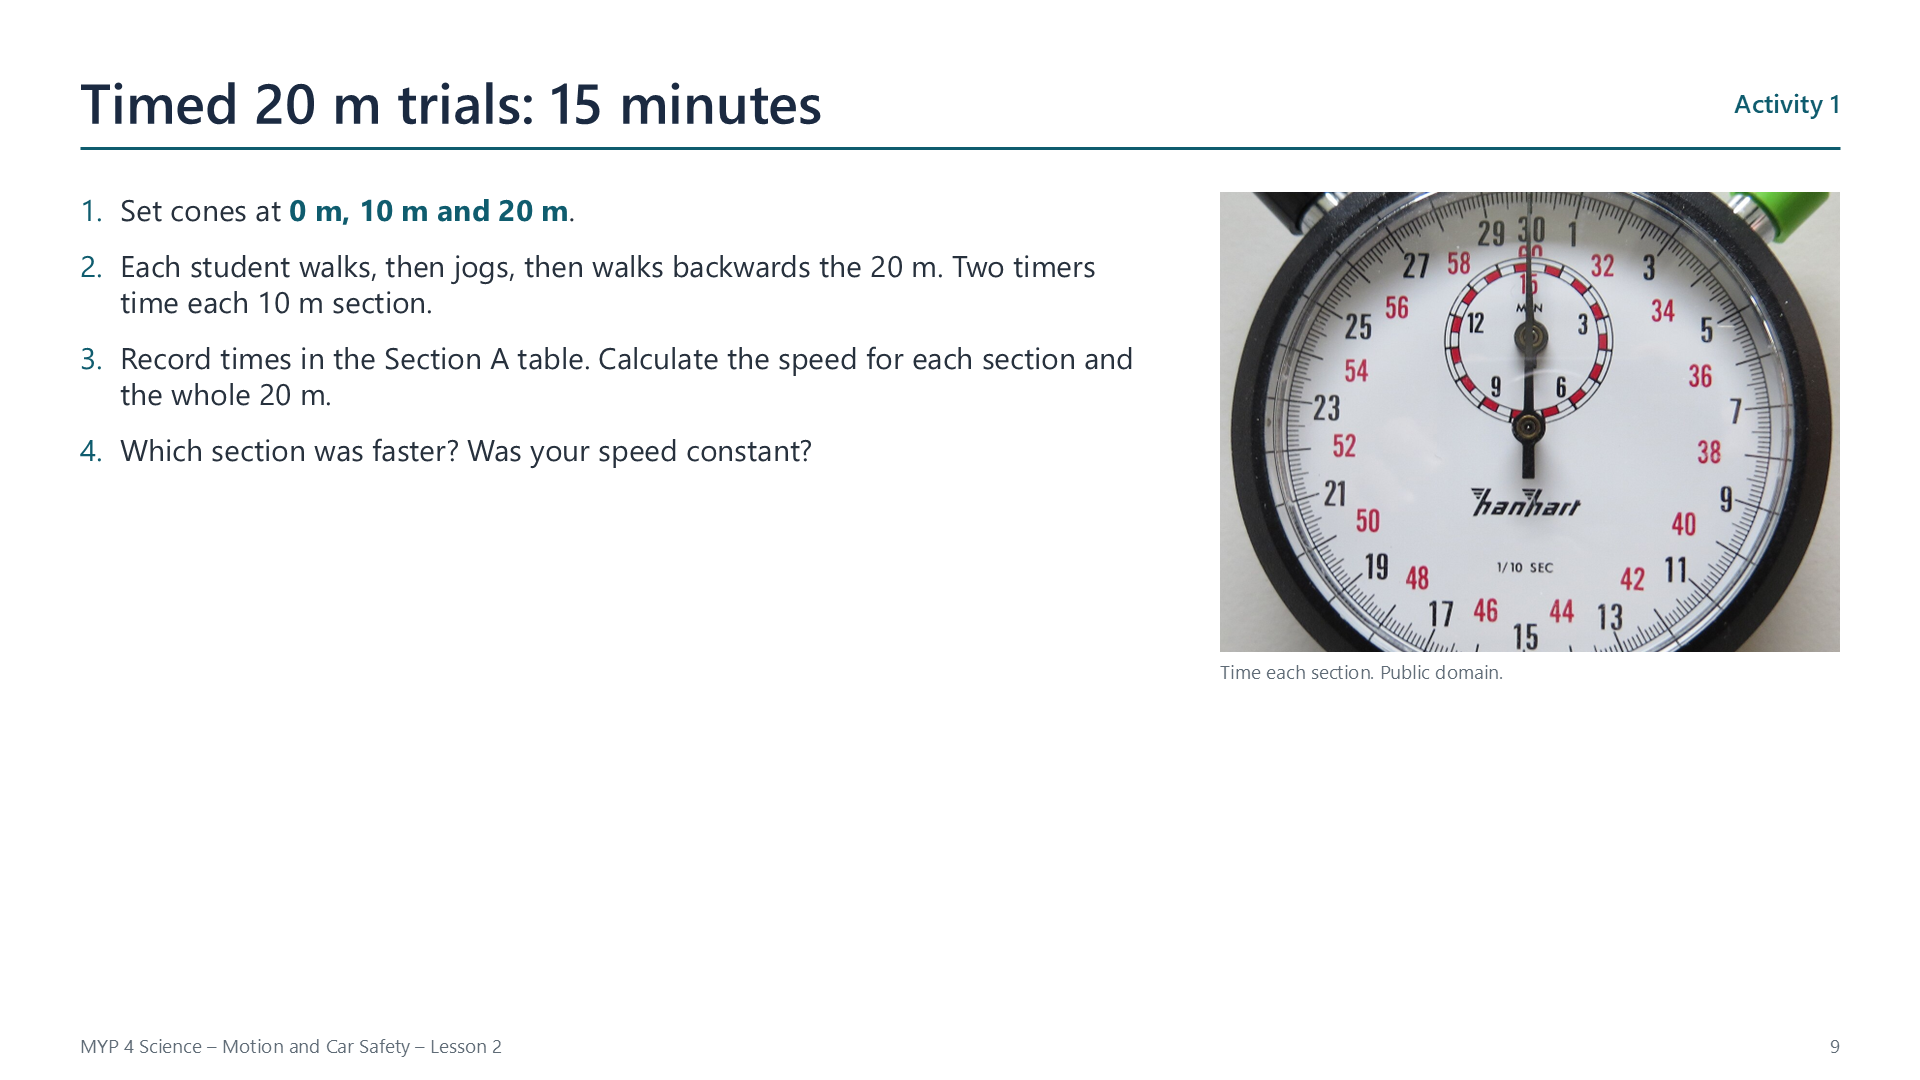 Timed 20 m trials: 15 minutes
Activity 1
1. Set cones at 0 m, 10 m and 20 m.
2. Each student walks, then jogs, then walks backwards the 20 m. Two timers
time each 10 m section.
3. Record times in the Section A table. Calculate the speed for each section and
the whole 20 m.
4. Which section was faster? Was your speed constant?
29 30 1
27 58 32 3
56 34
25 5
54 36
23 7
52 38
21 9
50 40
19 48 42 11
17 46 44 13
15
15
MIN
12 3
9 6
hanhart
1/10 SEC
Time each section. Public domain.
MYP 4 Science – Motion and Car Safety – Lesson 2
9